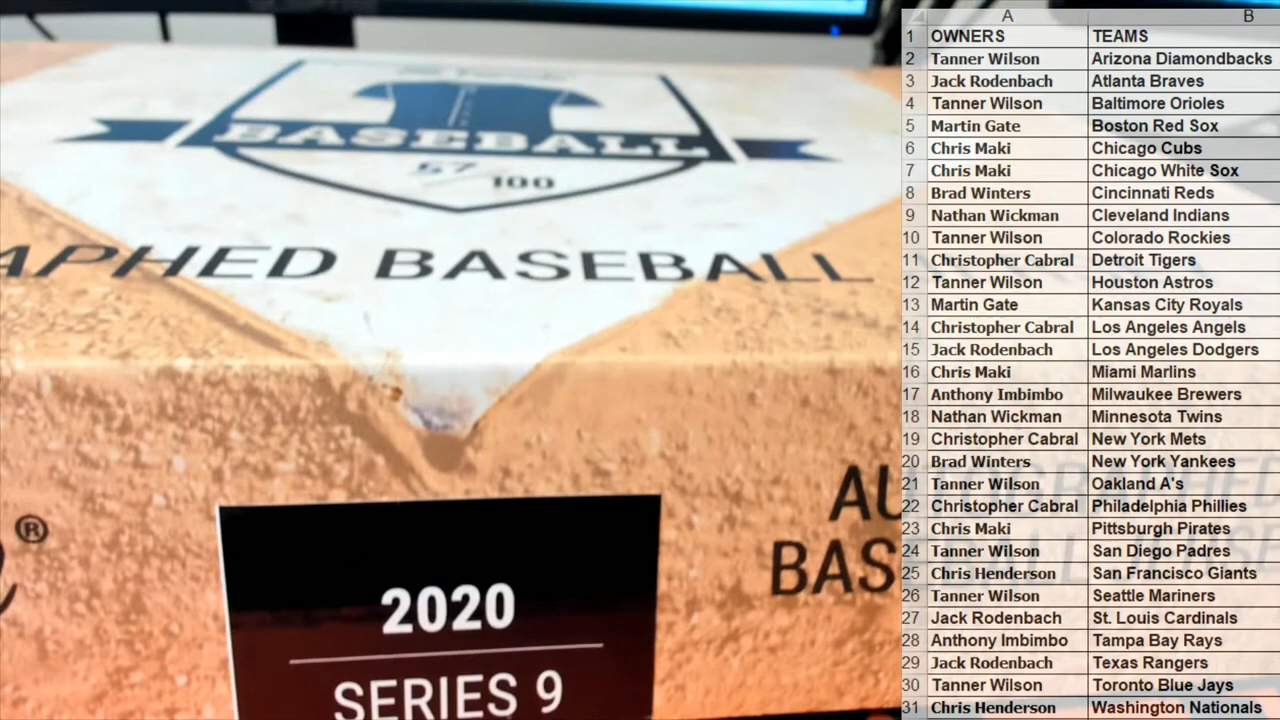 BASEBALL
57/100
APHED BASEBALL
®
AU
BAS
2020
SERIES 9
A B
1 OWNERS TEAMS
2 Tanner Wilson Arizona Diamondbacks
3 Jack Rodenbach Atlanta Braves
4 Tanner Wilson Baltimore Orioles
5 Martin Gate Boston Red Sox
6 Chris Maki Chicago Cubs
7 Chris Maki Chicago White Sox
8 Brad Winters Cincinnati Reds
9 Nathan Wickman Cleveland Indians
10 Tanner Wilson Colorado Rockies
11 Christopher Cabral Detroit Tigers
12 Tanner Wilson Houston Astros
13 Martin Gate Kansas City Royals
14 Christopher Cabral Los Angeles Angels
15 Jack Rodenbach Los Angeles Dodgers
16 Chris Maki Miami Marlins
17 Anthony Imbimbo Milwaukee Brewers
18 Nathan Wickman Minnesota Twins
19 Christopher Cabral New York Mets
20 Brad Winters New York Yankees
21 Tanner Wilson Oakland A's
22 Christopher Cabral Philadelphia Phillies
23 Chris Maki Pittsburgh Pirates
24 Tanner Wilson San Diego Padres
25 Chris Henderson San Francisco Giants
26 Tanner Wilson Seattle Mariners
27 Jack Rodenbach St. Louis Cardinals
28 Anthony Imbimbo Tampa Bay Rays
29 Jack Rodenbach Texas Rangers
30 Tanner Wilson Toronto Blue Jays
31 Chris Henderson Washington Nationals